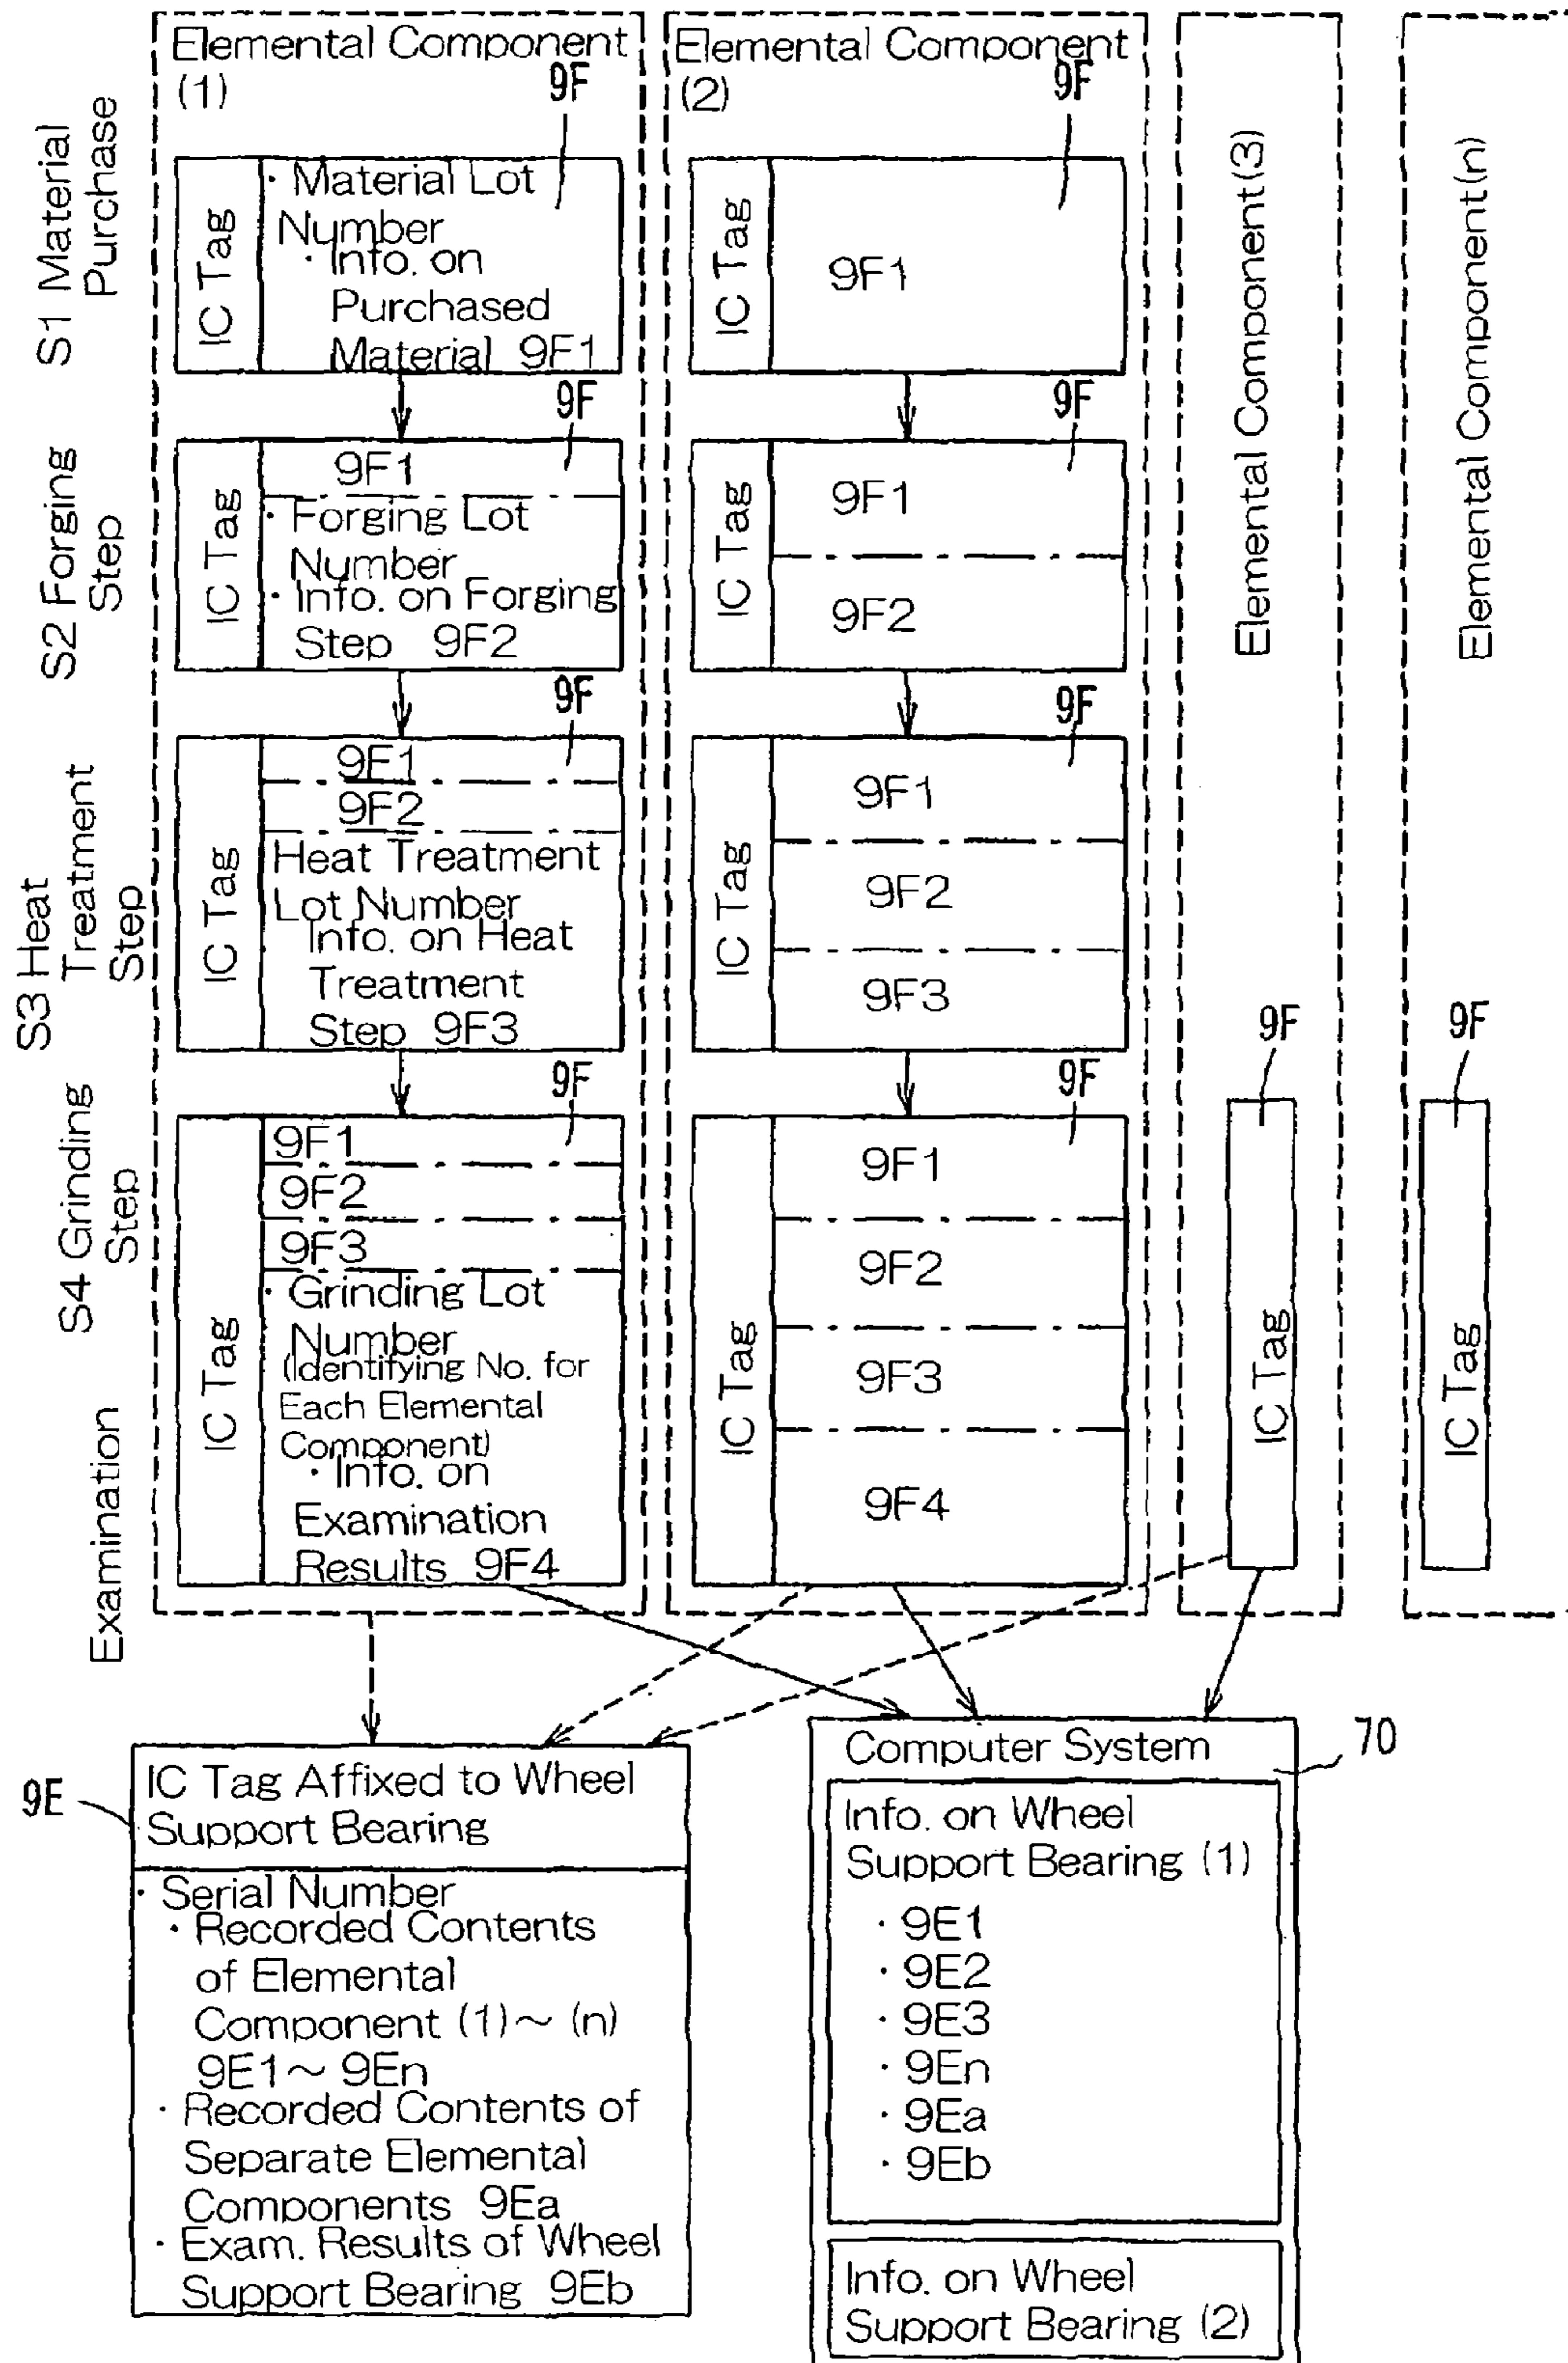 Elemental Component
(1)
9F
Elemental Component
(2)
9F
Elemental Component(3)
Elemental Component(n)
S1 Material
Purchase
IC Tag
· Material Lot
Number
· Info. on
Purchased
Material 9F1
IC Tag
9F1
S2 Forging
Step
9F
IC Tag
9F1
· Forging Lot
Number
· Info. on Forging
Step 9F2
9F
IC Tag
9F1
9F2
S3 Heat
Treatment
Step
9F
IC Tag
9F1
9F2
Heat Treatment
Lot Number
Info. on Heat
Treatment
Step 9F3
9F
IC Tag
9F1
9F2
9F3
S4 Grinding
Step
Examination
9F
IC Tag
9F1
9F2
9F3
· Grinding Lot
Number
(Identifying No. for
Each Elemental
Component)
· Info. on
Examination
Results 9F4
9F
IC Tag
9F1
9F2
9F3
9F4
9F
IC Tag
9F
IC Tag
9E
IC Tag Affixed to Wheel
Support Bearing
· Serial Number
· Recorded Contents
of Elemental
Component (1)~ (n)
9E1~ 9En
· Recorded Contents of
Separate Elemental
Components 9Ea
· Exam. Results of Wheel
Support Bearing 9Eb
Computer System
70
Info. on Wheel
Support Bearing (1)
· 9E1
· 9E2
· 9E3
· 9En
· 9Ea
· 9Eb
Info. on Wheel
Support Bearing (2)